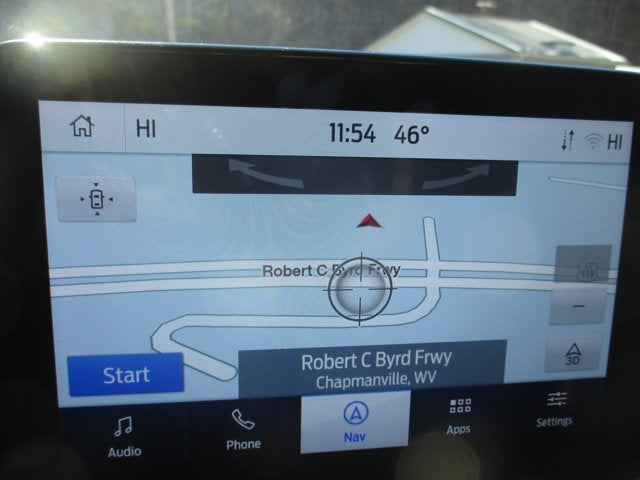 HI 11:54 46° HI
Robert C Byrd Frwy
119
Start
Robert C Byrd Frwy
Chapmanville, WV
3D
Audio Phone Nav Apps Settings